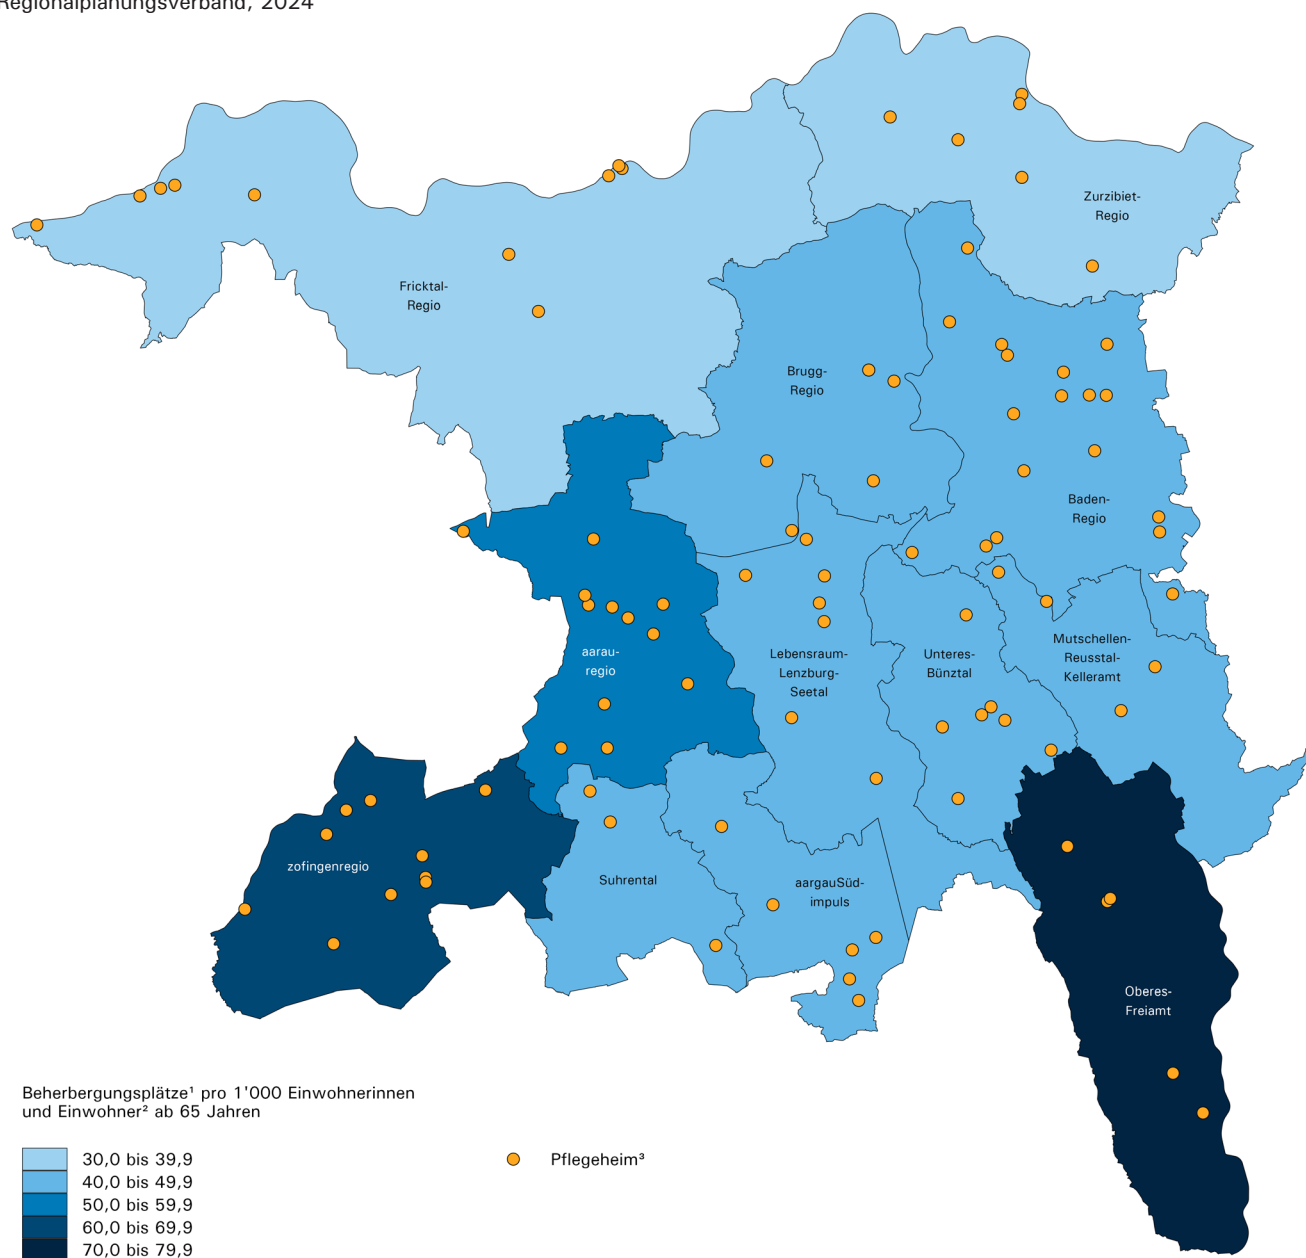 Regionalplanungsverband, 2024
Zurzibiet-
Regio
Fricktal-
Regio
Brugg-
Regio
Baden-
Regio
aarau-
regio
Lebensraum-
Lenzburg-
Seetal
Unteres-
Bünztal
Mutschellen-
Reusstal-
Kelleramt
zofingenregio
Suhrental
aargauSüd-
impuls
Oberes-
Freiamt
Beherbergungsplätze¹ pro 1'000 Einwohnerinnen
und Einwohner² ab 65 Jahren
30,0 bis 39,9
40,0 bis 49,9
50,0 bis 59,9
60,0 bis 69,9
70,0 bis 79,9
Pflegeheim³